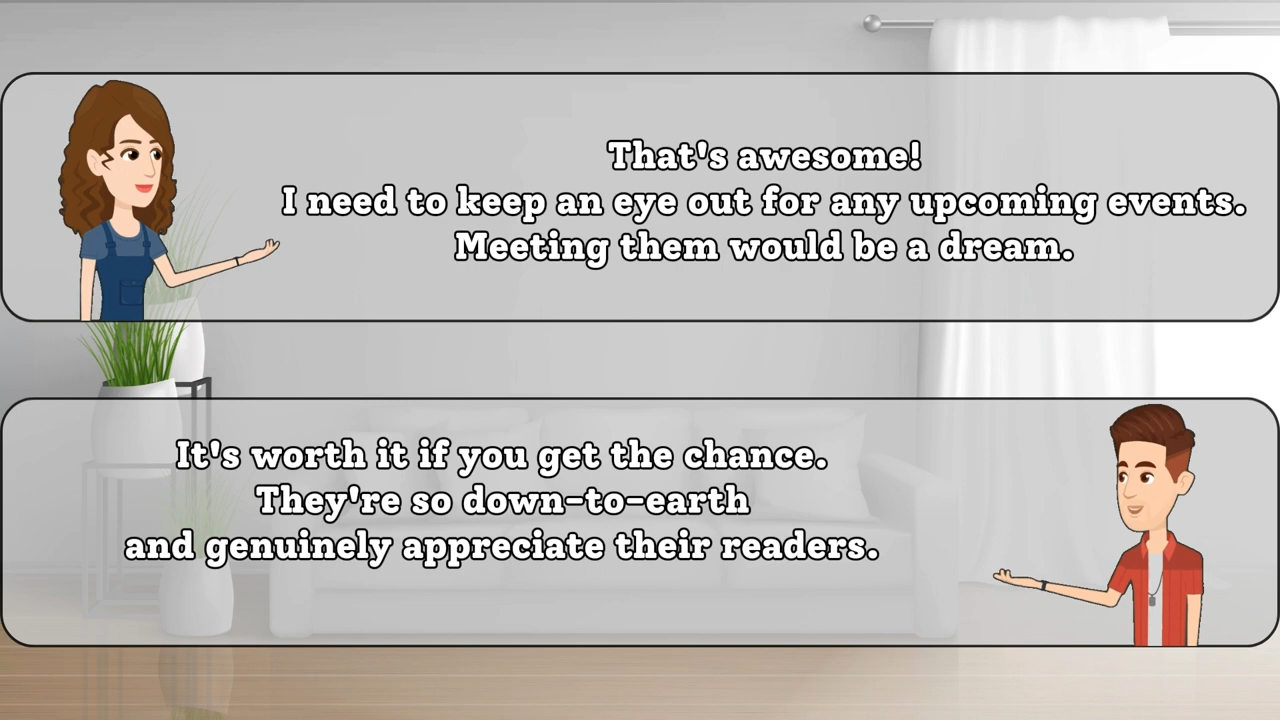 That's awesome!
I need to keep an eye out for any upcoming events.
Meeting them would be a dream.
It's worth it if you get the chance.
They're so down-to-earth
and genuinely appreciate their readers.